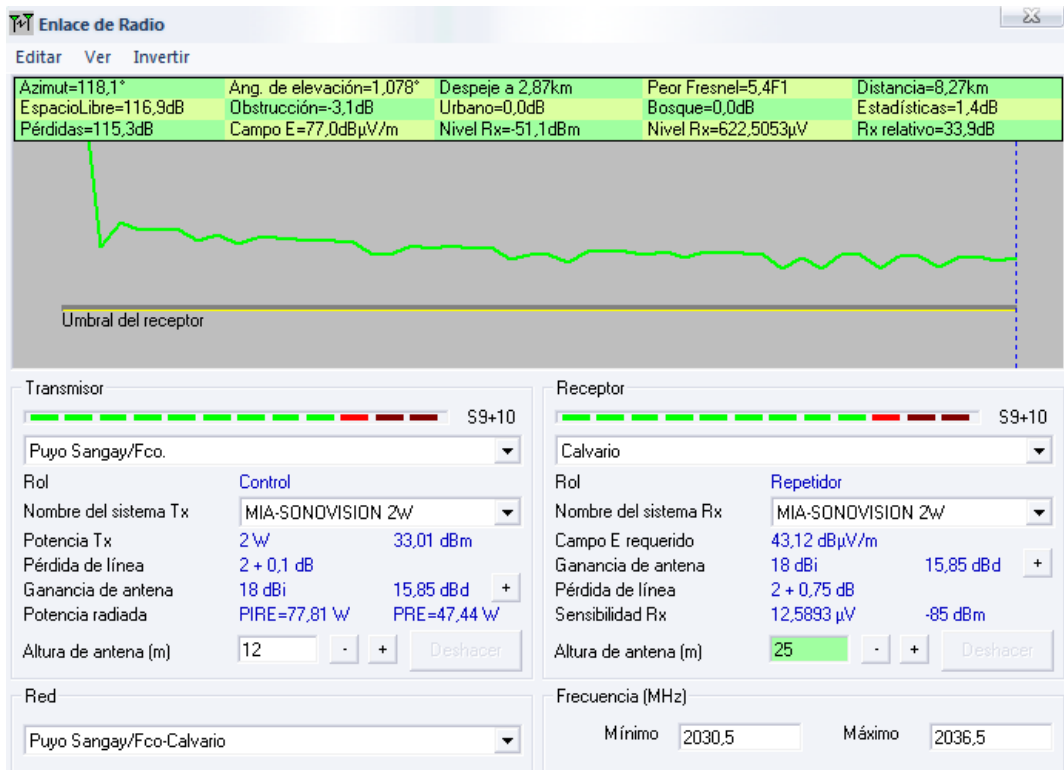 Enlace de Radio
Editar Ver Invertir
Azimut=118,1° Ang. de elevación=1,078° Despeje a 2,87km Peor Fresnel=5,4F1 Distancia=8,27km
EspacioLibre=116,9dB Obstrucción=-3,1dB Urbano=0,0dB Bosque=0,0dB Estadísticas=1,4dB
Pérdidas=115,3dB Campo E=77,0dBµV/m Nivel Rx=-51,1dBm Nivel Rx=622,5053µV Rx relativo=33,9dB
Umbral del receptor
Transmisor Receptor
S9+10 S9+10
Puyo Sangay/Fco. Calvario
Rol Control Rol Repetidor
Nombre del sistema Tx MIA-SONOVISION 2W Nombre del sistema Rx MIA-SONOVISION 2W
Potencia Tx 2 W 33,01 dBm Campo E requerido 43,12 dBµV/m
Pérdida de línea 2 + 0,1 dB Ganancia de antena 18 dBi 15,85 dBd +
Ganancia de antena 18 dBi 15,85 dBd + Pérdida de línea 2 + 0,75 dB
Potencia radiada PIRE=77,81 W PRE=47,44 W Sensibilidad Rx 12,5893 µV -85 dBm
Altura de antena (m) 12 - + Deshacer Altura de antena (m) 25 - + Deshacer
Red Frecuencia (MHz)
Puyo Sangay/Fco-Calvario Mínimo 2030,5 Máximo 2036,5